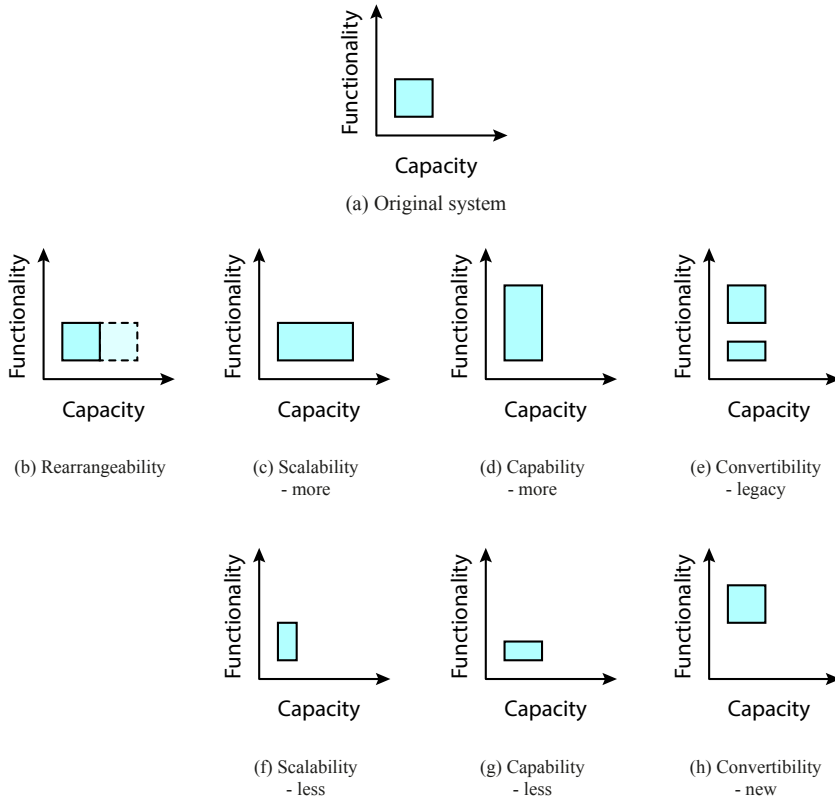 Functionality
Capacity
(a) Original system
Functionality
Capacity
(b) Rearrangeability
Functionality
Capacity
(c) Scalability
- more
Functionality
Capacity
(d) Capability
- more
Functionality
Capacity
(e) Convertibility
- legacy
Functionality
Capacity
(f) Scalability
- less
Functionality
Capacity
(g) Capability
- less
Functionality
Capacity
(h) Convertibility
- new